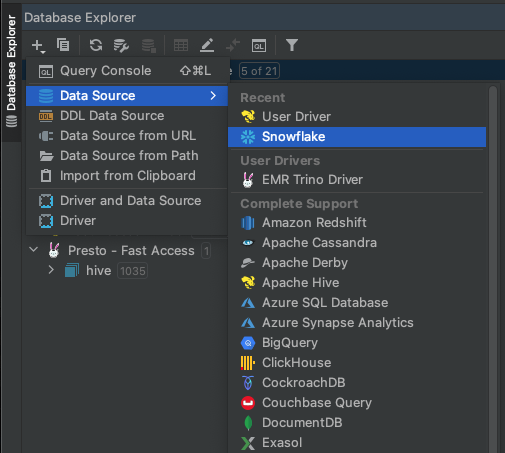 Database Explorer
Database Explorer
Query Console ⇧⌘L
5 of 21
Data Source
DDL Data Source
Data Source from URL
Data Source from Path
Import from Clipboard
Driver and Data Source
Driver
Presto - Fast Access 1
hive 1035
Recent
User Driver
Snowflake
User Drivers
EMR Trino Driver
Complete Support
Amazon Redshift
Apache Cassandra
Apache Derby
Apache Hive
Azure SQL Database
Azure Synapse Analytics
BigQuery
ClickHouse
CockroachDB
Couchbase Query
DocumentDB
Exasol